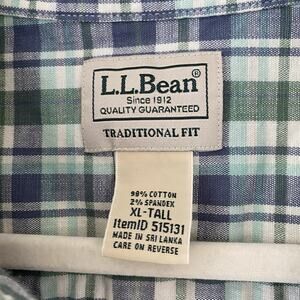 L.L.Bean®
Since 1912
QUALITY GUARANTEED
TRADITIONAL FIT
98% COTTON
2% SPANDEX
XL-TALL
ItemID 515131
MADE IN SRI LANKA
CARE ON REVERSE